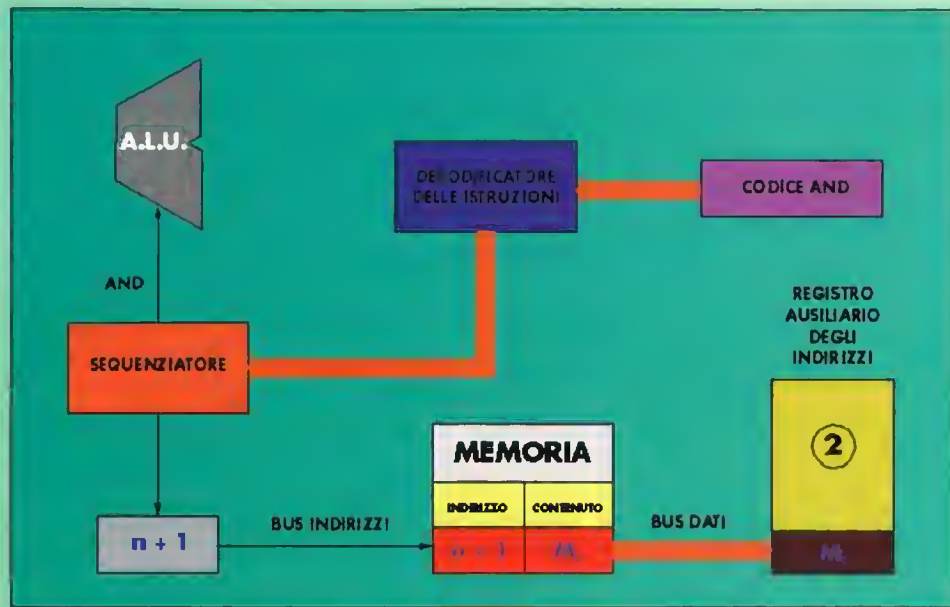 A.L.U.
DECODIFICATORE
DELLE ISTRUZIONI
CODICE AND
AND
REGISTRO
AUSILIARIO
DEGLI
INDIRIZZI
SEQUENZIATORE
2
MEMORIA
INDIRIZZO CONTENUTO
BUS INDIRIZZI
BUS DATI
n + 1
n + 1